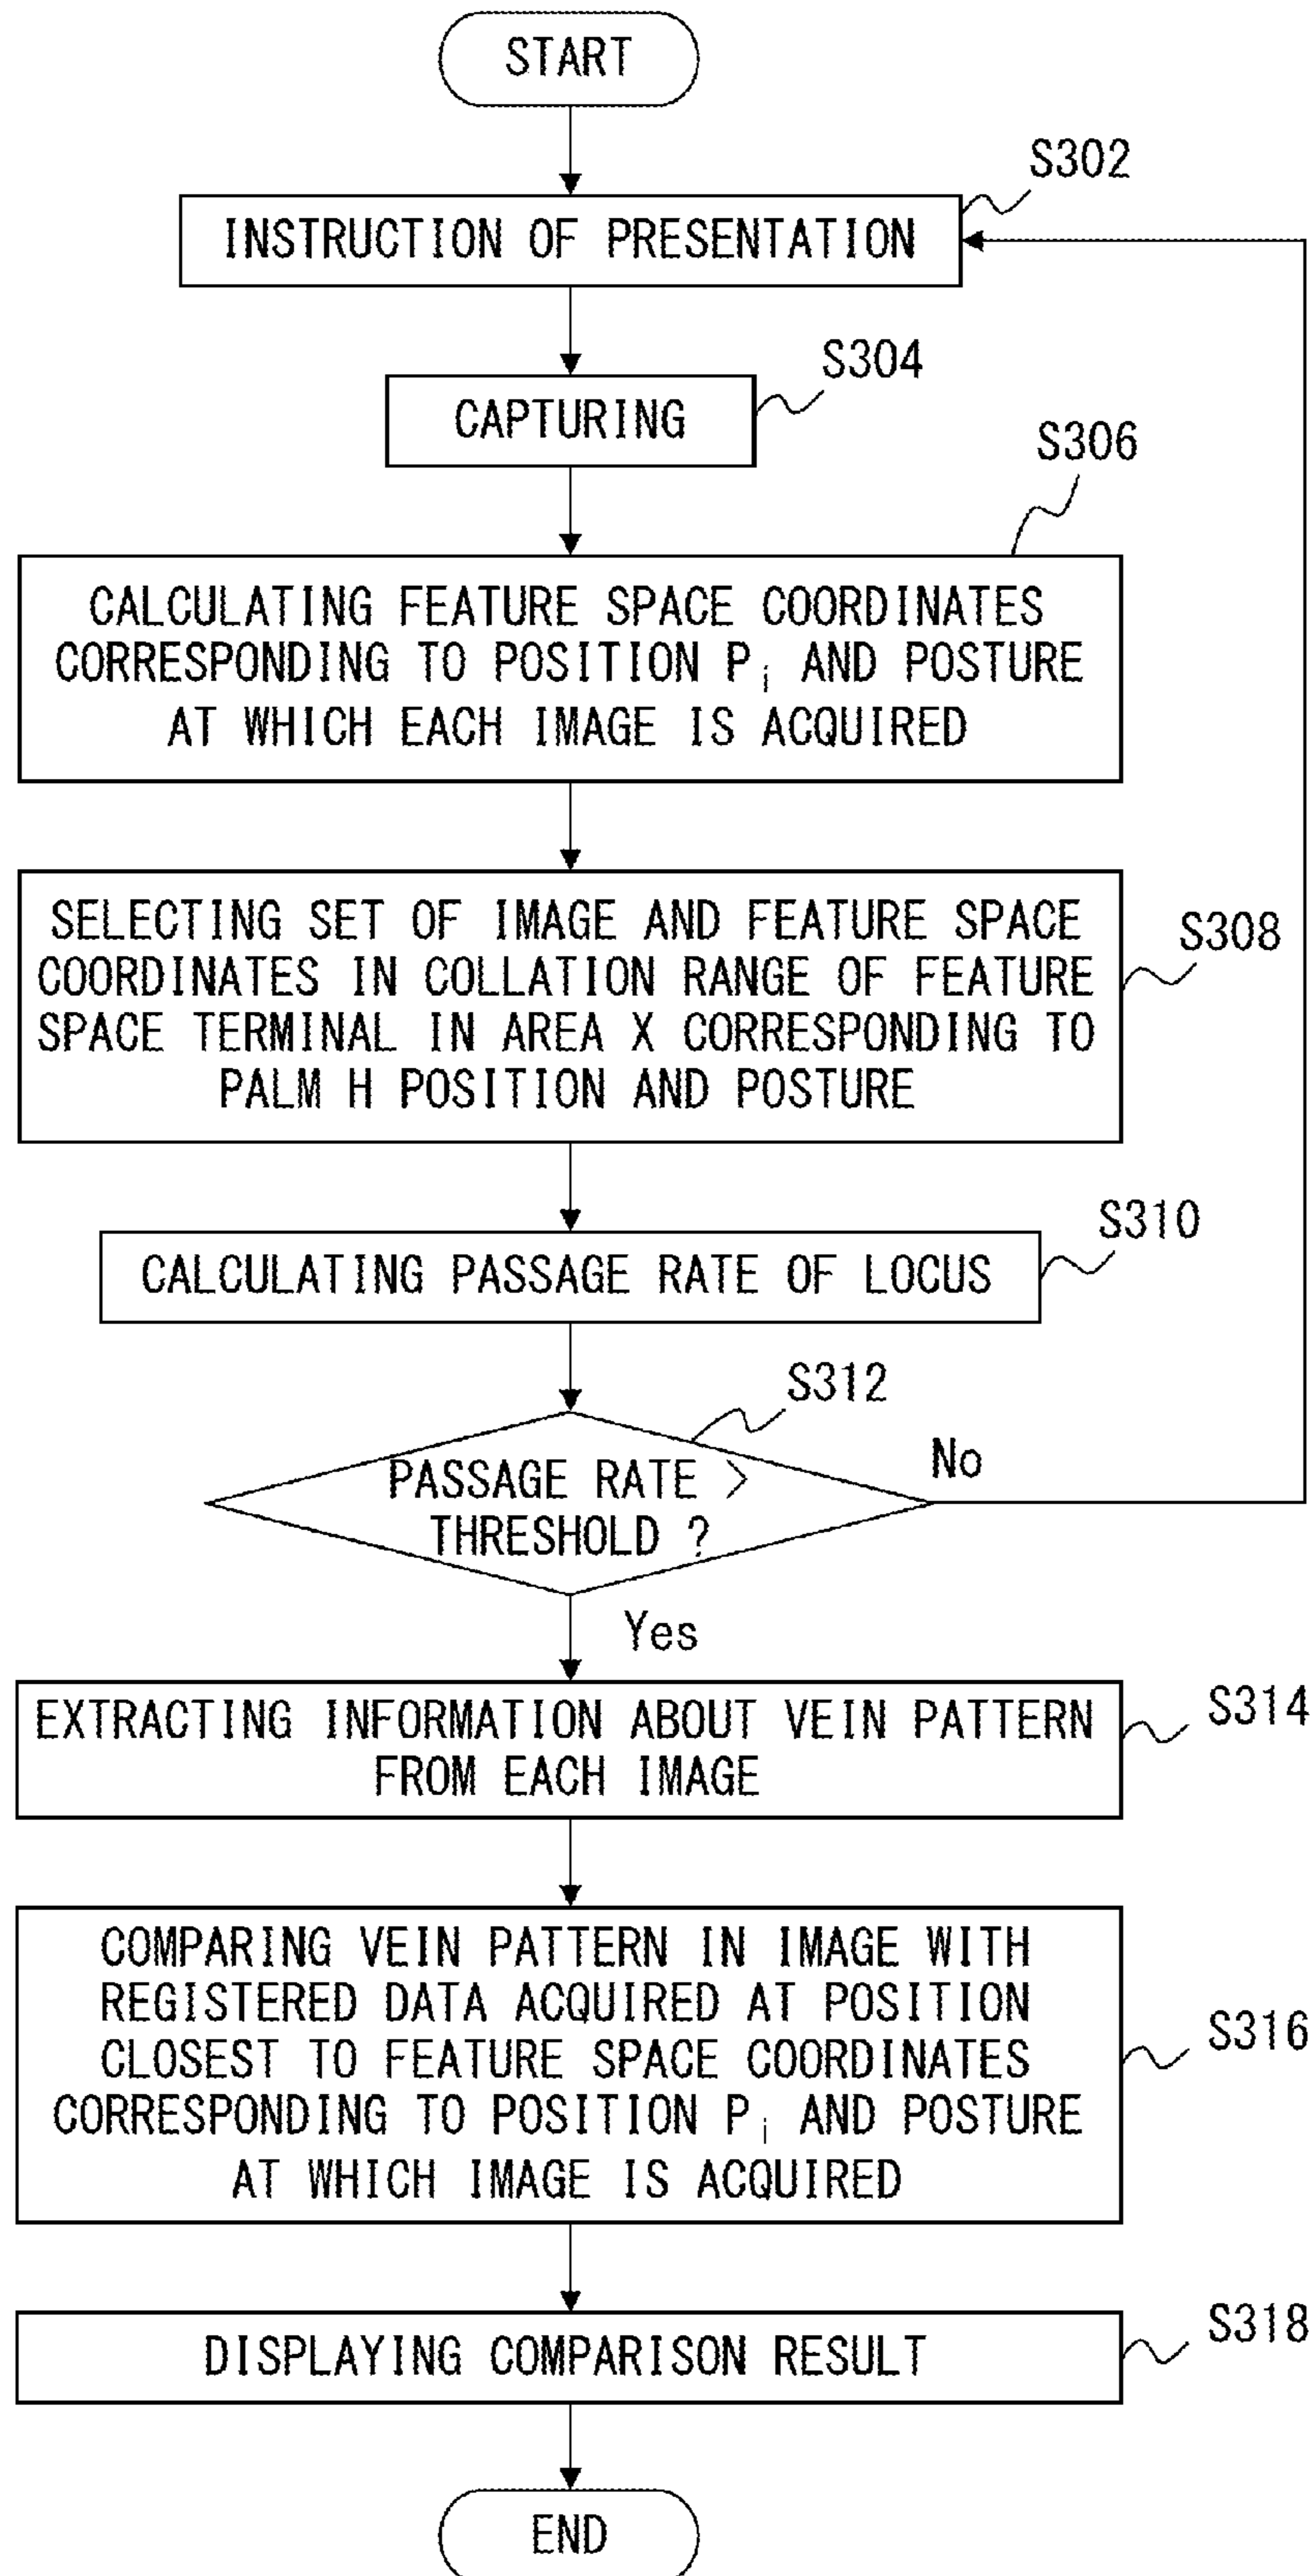 START
S302
INSTRUCTION OF PRESENTATION
S304
CAPTURING
S306
CALCULATING FEATURE SPACE COORDINATES
CORRESPONDING TO POSITION Pi AND POSTURE
AT WHICH EACH IMAGE IS ACQUIRED
S308
SELECTING SET OF IMAGE AND FEATURE SPACE
COORDINATES IN COLLATION RANGE OF FEATURE
SPACE TERMINAL IN AREA X CORRESPONDING TO
PALM H POSITION AND POSTURE
S310
CALCULATING PASSAGE RATE OF LOCUS
S312
PASSAGE RATE >
THRESHOLD ?
No
Yes
S314
EXTRACTING INFORMATION ABOUT VEIN PATTERN
FROM EACH IMAGE
S316
COMPARING VEIN PATTERN IN IMAGE WITH
REGISTERED DATA ACQUIRED AT POSITION
CLOSEST TO FEATURE SPACE COORDINATES
CORRESPONDING TO POSITION Pi AND POSTURE
AT WHICH IMAGE IS ACQUIRED
S318
DISPLAYING COMPARISON RESULT
END